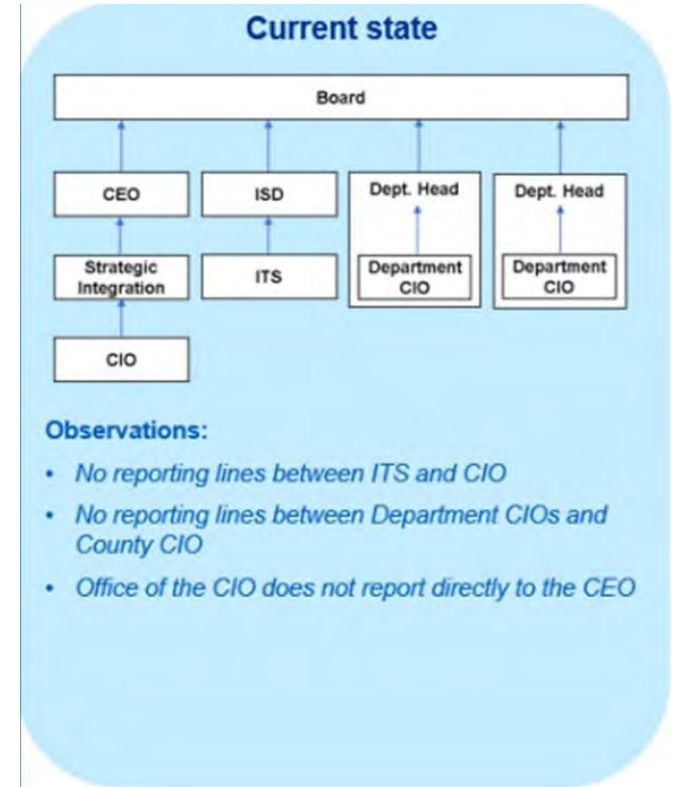 Current state
Board
CEO
ISD
Dept. Head
Dept. Head
Strategic
Integration
ITS
Department
CIO
Department
CIO
CIO
Observations:
• No reporting lines between ITS and CIO
• No reporting lines between Department CIOs and
County CIO
• Office of the CIO does not report directly to the CEO